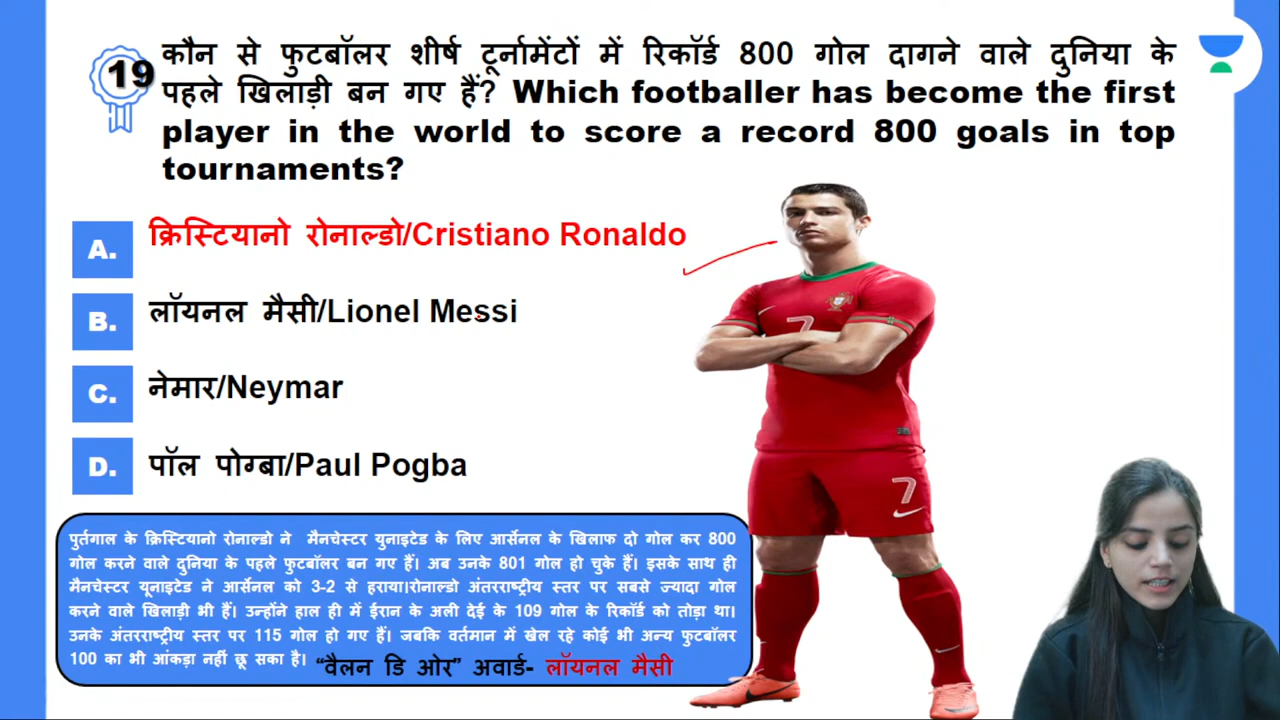 19
कौन से फुटबॉलर शीर्ष टूर्नामेंटों में रिकॉर्ड 800 गोल दागने वाले दुनिया के
पहले खिलाड़ी बन गए हैं? Which footballer has become the first
player in the world to score a record 800 goals in top
tournaments?
A. क्रिस्टियानो रोनाल्डो/Cristiano Ronaldo
B. लॉयनल मैसी/Lionel Messi
C. नेमार/Neymar
D. पॉल पोग्बा/Paul Pogba
7
7
पुर्तगाल के क्रिस्टियानो रोनाल्डो ने मैनचेस्टर युनाइटेड के लिए आर्सेनल के खिलाफ दो गोल कर 800
गोल करने वाले दुनिया के पहले फुटबॉलर बन गए हैं। अब उनके 801 गोल हो चुके हैं। इसके साथ ही
मैनचेस्टर यूनाइटेड ने आर्सेनल को 3-2 से हराया।रोनाल्डो अंतरराष्ट्रीय स्तर पर सबसे ज्यादा गोल
करने वाले खिलाड़ी भी हैं। उन्होंने हाल ही में ईरान के अली देई के 109 गोल के रिकॉर्ड को तोड़ा था।
उनके अंतरराष्ट्रीय स्तर पर 115 गोल हो गए हैं। जबकि वर्तमान में खेल रहे कोई भी अन्य फुटबॉलर
100 का भी आंकड़ा नहीं छू सका है। “वैलन डि ओर” अवार्ड- लॉयनल मैसी